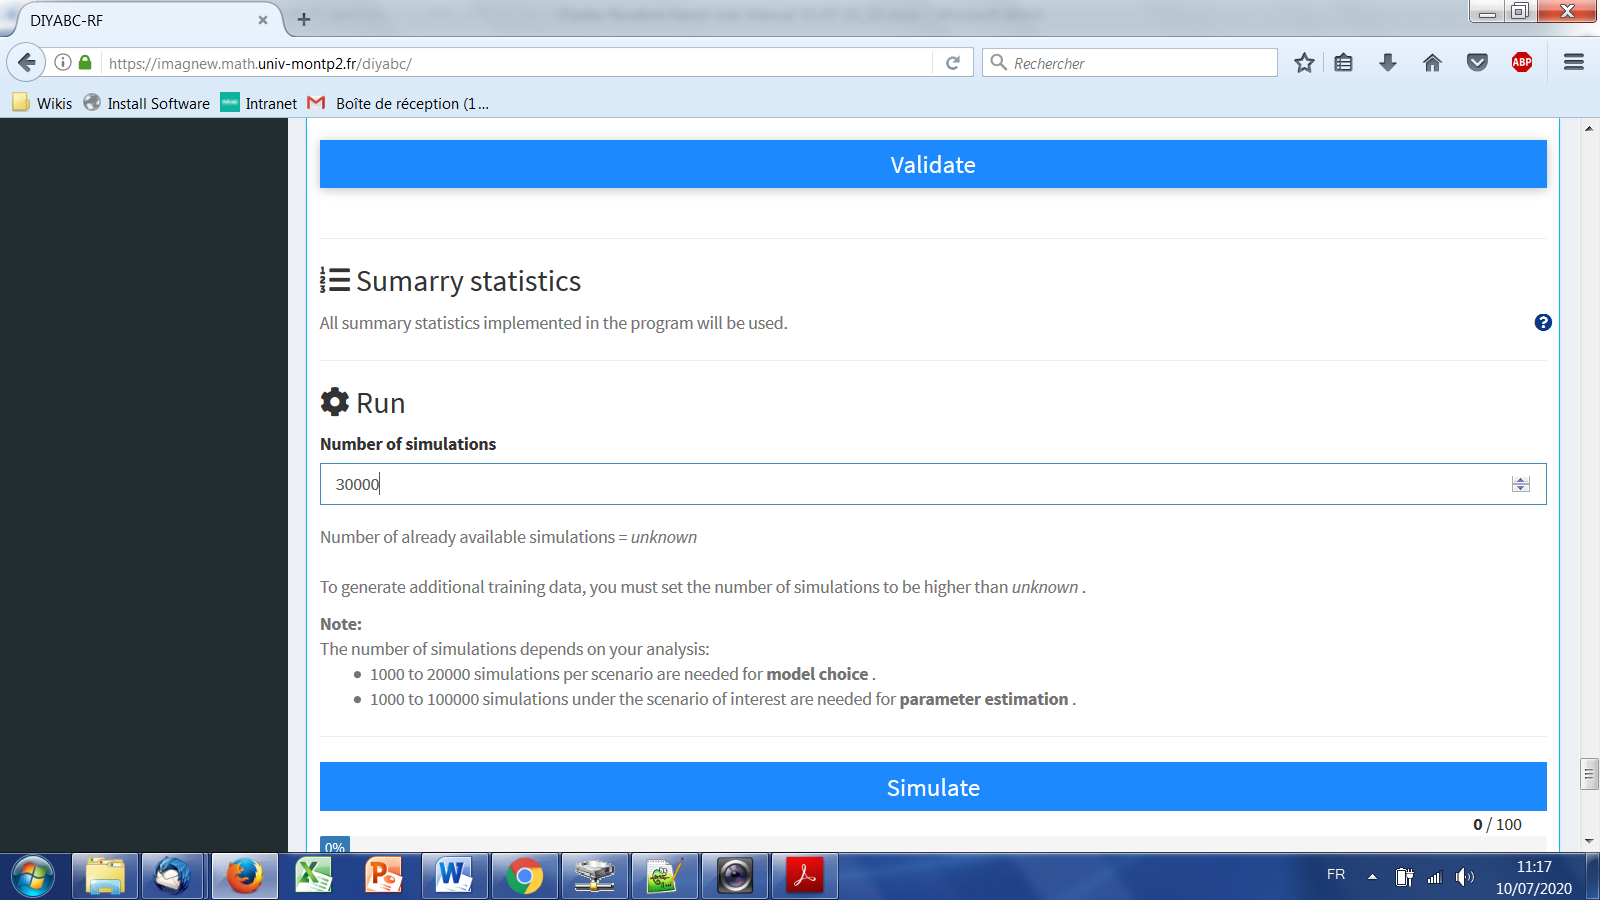 DIYABC-RF
https://imagnew.math.univ-montp2.fr/diyabc/
Rechercher
ABP
Wikis
Install Software
Intranet
Boîte de réception (1 ...
Validate
Sumarry statistics
All summary statistics implemented in the program will be used.
Run
Number of simulations
30000
Number of already available simulations = unknown
To generate additional training data, you must set the number of simulations to be higher than unknown .
Note:
The number of simulations depends on your analysis:
1000 to 20000 simulations per scenario are needed for model choice .
1000 to 100000 simulations under the scenario of interest are needed for parameter estimation .
Simulate
0 / 100
0%
FR
11:17
10/07/2020